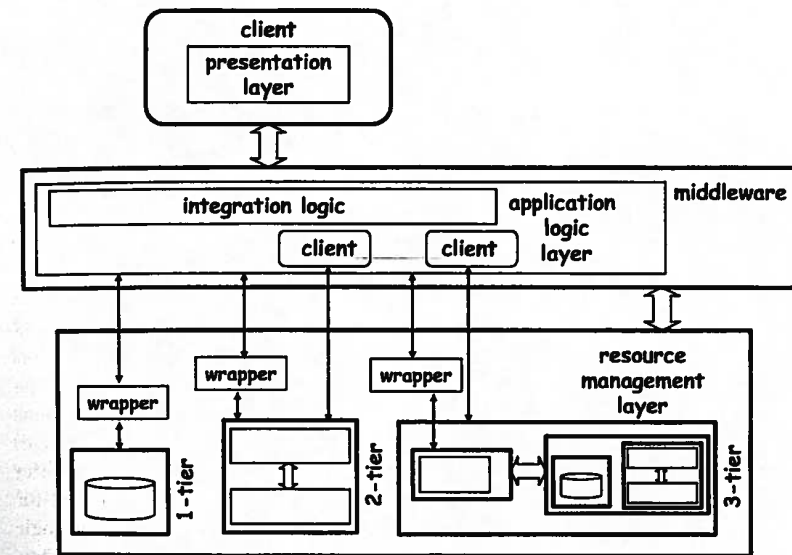 client
presentation
layer
middleware
integration logic
application
logic
layer
client
client
resource
management
layer
wrapper
wrapper
wrapper
1-tier
2-tier
3-tier